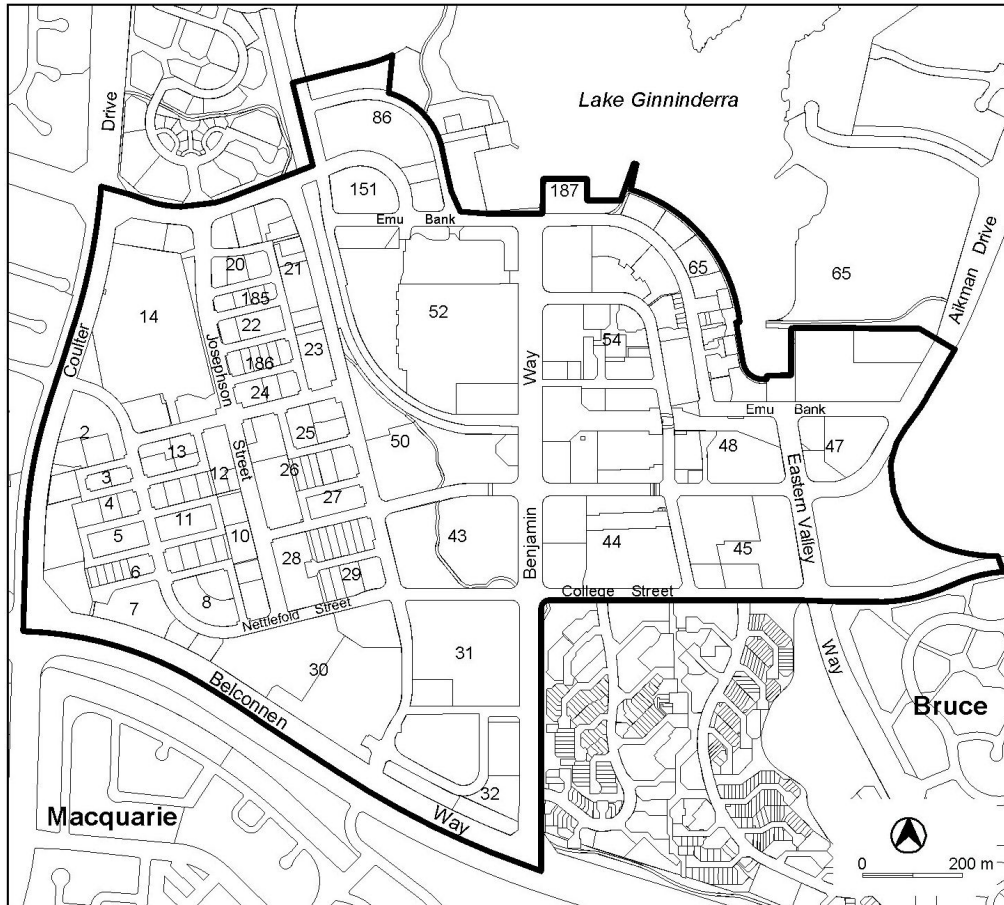 Lake Ginninderra
86
Drive
151
187
Emu Bank
65
65
Aikman Drive
20
21
185
14
22
52
Way
54
23
Josephson
186
Coulter
24
Emu Bank
2
25
50
48
47
13
Street
3
12
26
4
27
11
Eastern Valley
5
10
43
Benjamin
44
45
28
6
29
8
7
College Street
Nettlefold Street
30
31
Way
Belconnen
Bruce
32
Way
Macquarie
0 200 m